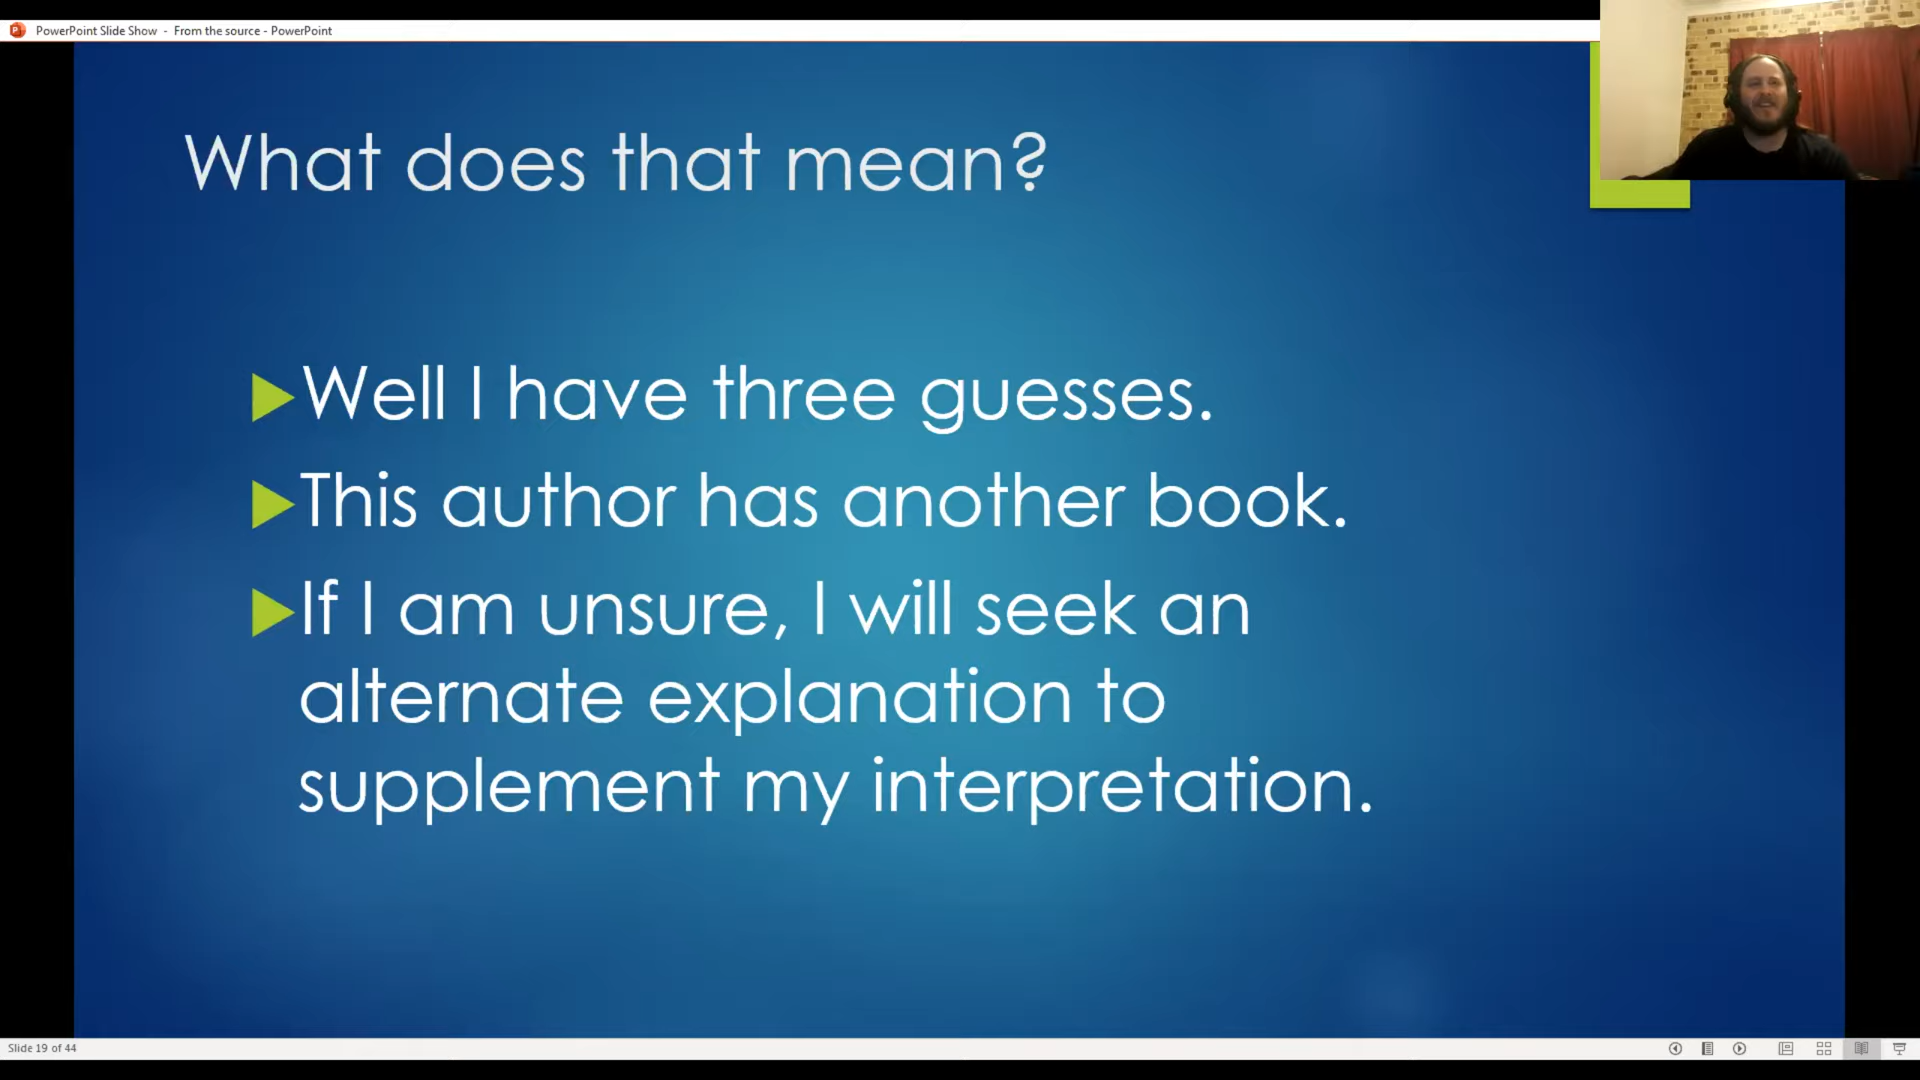 PowerPoint Slide Show - From the source - PowerPoint
What does that mean?
Well I have three guesses.
This author has another book.
If I am unsure, I will seek an
alternate explanation to
supplement my interpretation.
Slide 19 of 44